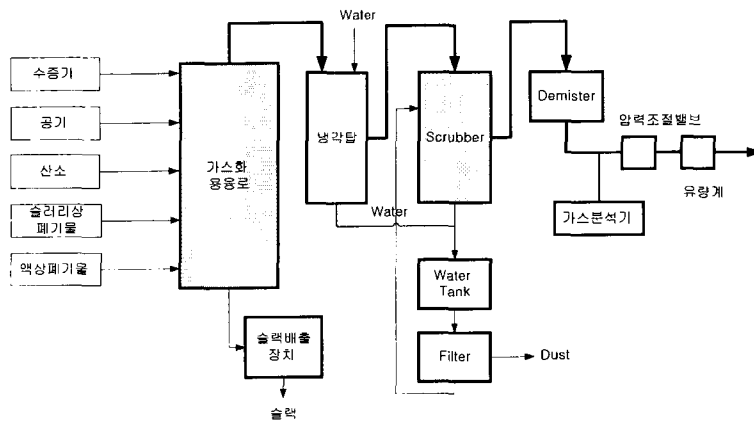 Water
수증기
공기
산소
슬러리상
폐기물
액상폐기물
가스화
용융로
냉각탑
Scrubber
Demister
압력조절밸브
유량계
가스분석기
Water
Water
Tank
Filter
Dust
슬랙배출
장치
슬랙